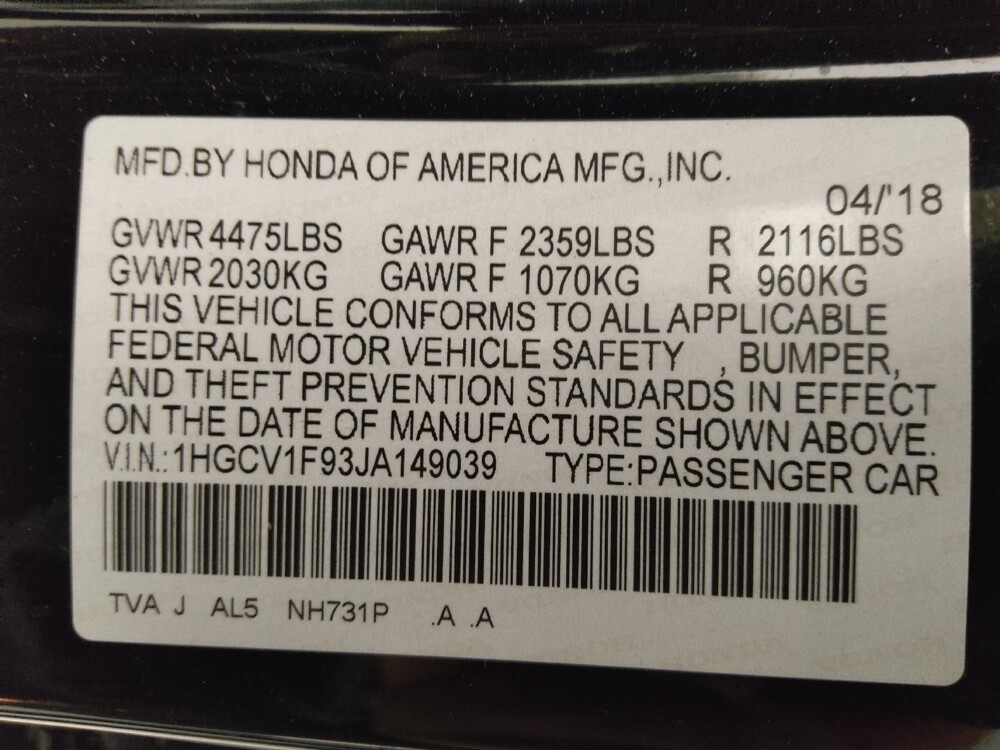 MFD.BY HONDA OF AMERICA MFG.,INC.
04/'18
GVWR 4475LBS GAWR F 2359LBS R 2116LBS
GVWR 2030KG GAWR F 1070KG R 960KG
THIS VEHICLE CONFORMS TO ALL APPLICABLE
FEDERAL MOTOR VEHICLE SAFETY , BUMPER,
AND THEFT PREVENTION STANDARDS IN EFFECT
ON THE DATE OF MANUFACTURE SHOWN ABOVE.
V.I.N.:1HGCV1F93JA149039 TYPE:PASSENGER CAR
TVA J AL5 NH731P .A .A